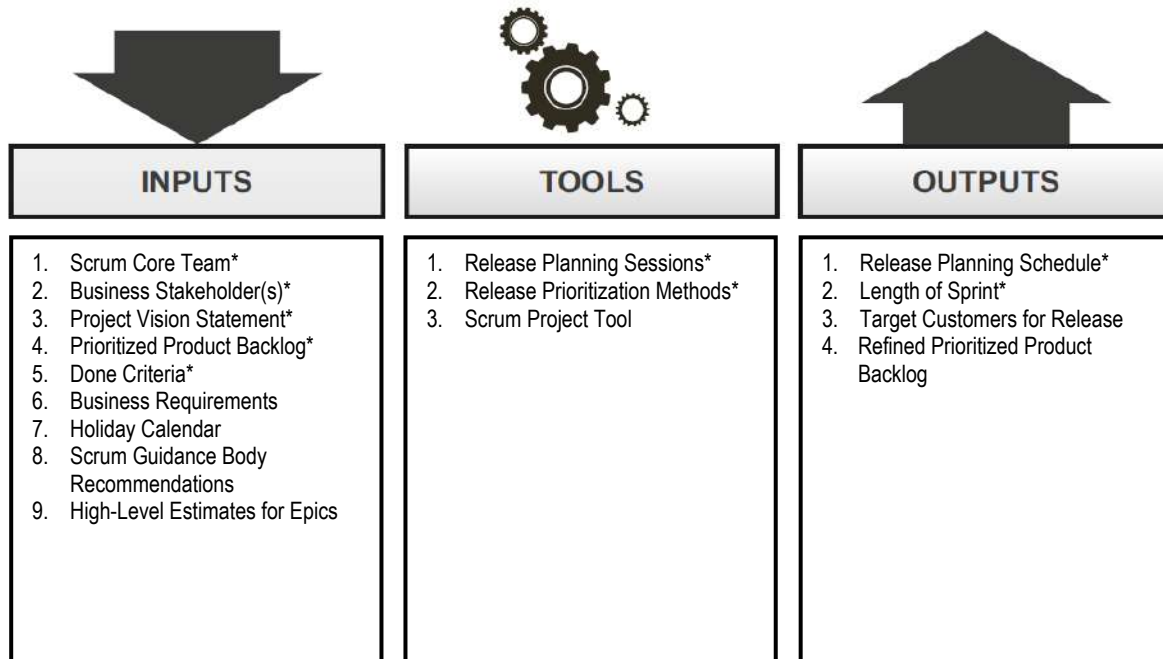 INPUTS
1. Scrum Core Team*
2. Business Stakeholder(s)*
3. Project Vision Statement*
4. Prioritized Product Backlog*
5. Done Criteria*
6. Business Requirements
7. Holiday Calendar
8. Scrum Guidance Body
Recommendations
9. High-Level Estimates for Epics
TOOLS
1. Release Planning Sessions*
2. Release Prioritization Methods*
3. Scrum Project Tool
OUTPUTS
1. Release Planning Schedule*
2. Length of Sprint*
3. Target Customers for Release
4. Refined Prioritized Product
Backlog